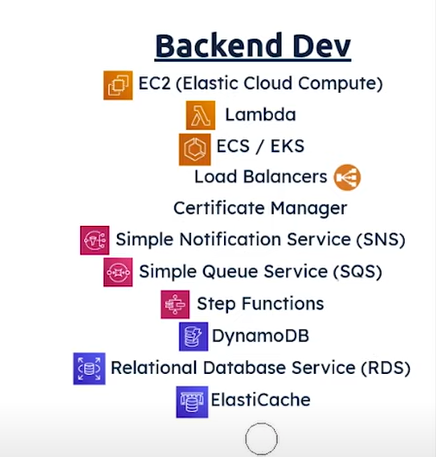 Backend Dev
EC2 (Elastic Cloud Compute)
Lambda
ECS / EKS
Load Balancers
Certificate Manager
Simple Notification Service (SNS)
Simple Queue Service (SQS)
Step Functions
DynamoDB
Relational Database Service (RDS)
ElastiCache